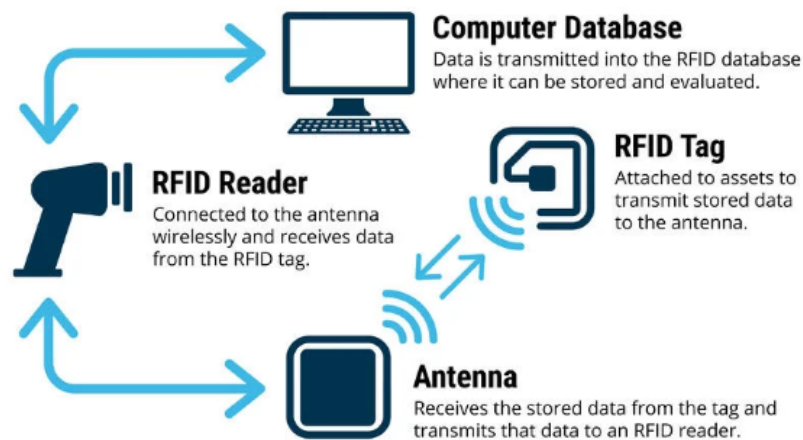 Computer Database
Data is transmitted into the RFID database
where it can be stored and evaluated.
RFID Tag
Attached to assets to
transmit stored data
to the antenna.
RFID Reader
Connected to the antenna
wirelessly and receives data
from the RFID tag.
Antenna
Receives the stored data from the tag and
transmits that data to an RFID reader.